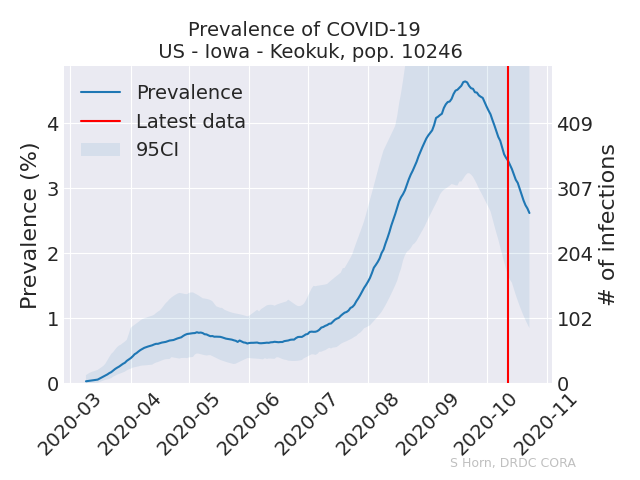 Prevalence of COVID-19
US - Iowa - Keokuk, pop. 10246
Prevalence
Latest data
95CI
Prevalence (%)
4
3
2
1
0
409
307
204
102
0
# of infections
2020-03
2020-04
2020-05
2020-06
2020-07
2020-08
2020-09
2020-10
2020-11
S Horn, DRDC CORA